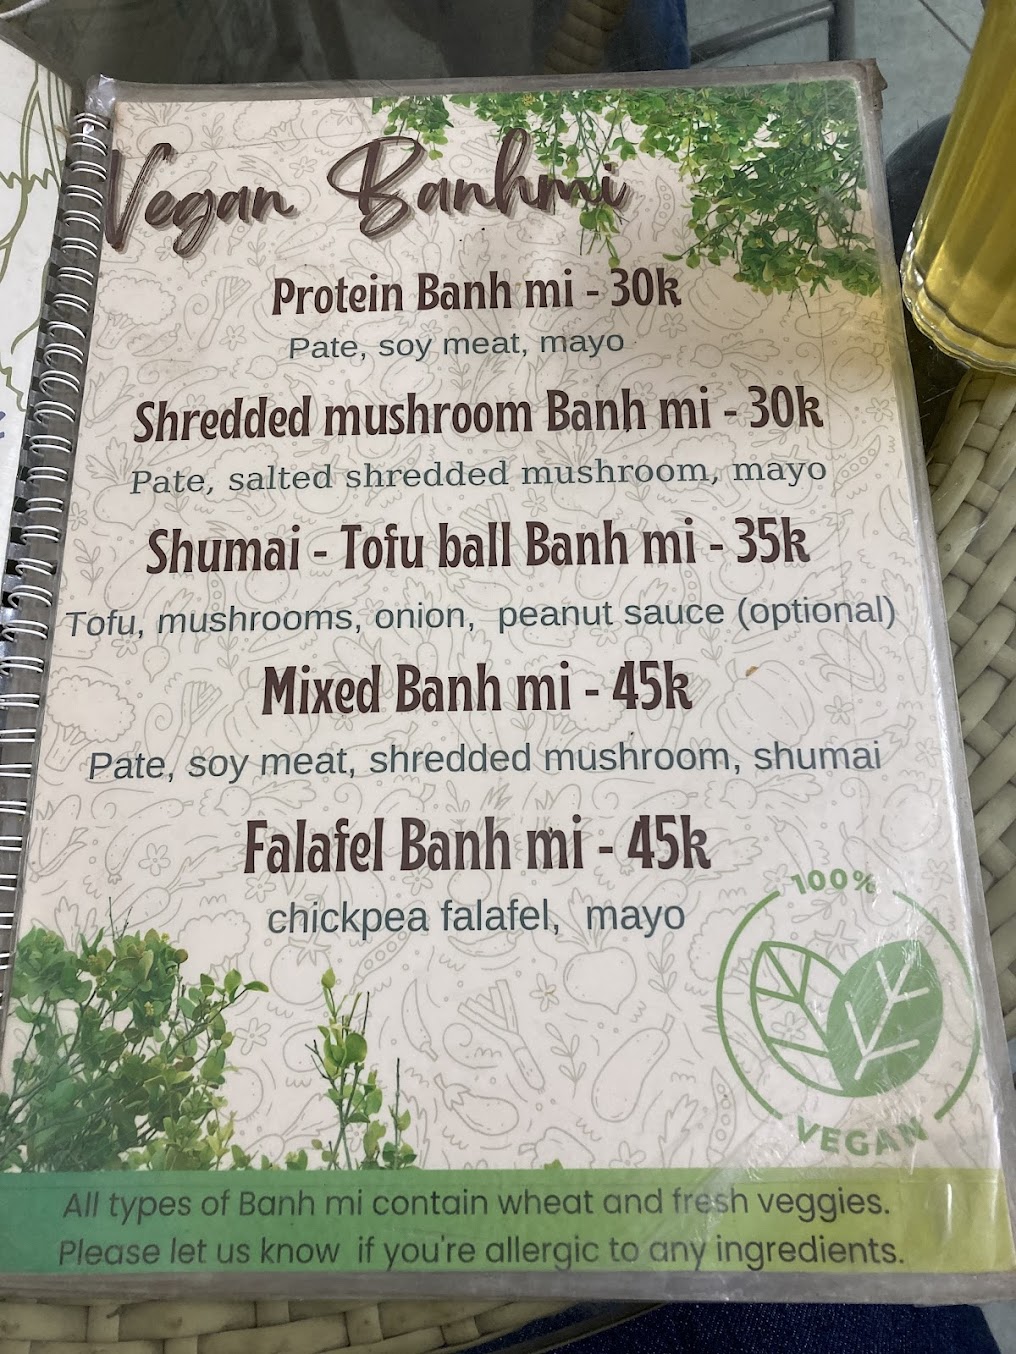 Vegan Banhmi
Protein Banh mi - 30k
Pate, soy meat, mayo
Shredded mushroom Banh mi - 30k
Pate, salted shredded mushroom, mayo
Shumai - Tofu ball Banh mi - 35k
Tofu, mushrooms, onion, peanut sauce (optional)
Mixed Banh mi - 45k
Pate, soy meat, shredded mushroom, shumai
Falafel Banh mi - 45k
chickpea falafel, mayo
100%
VEGAN
All types of Banh mi contain wheat and fresh veggies.
Please let us know if you're allergic to any ingredients.